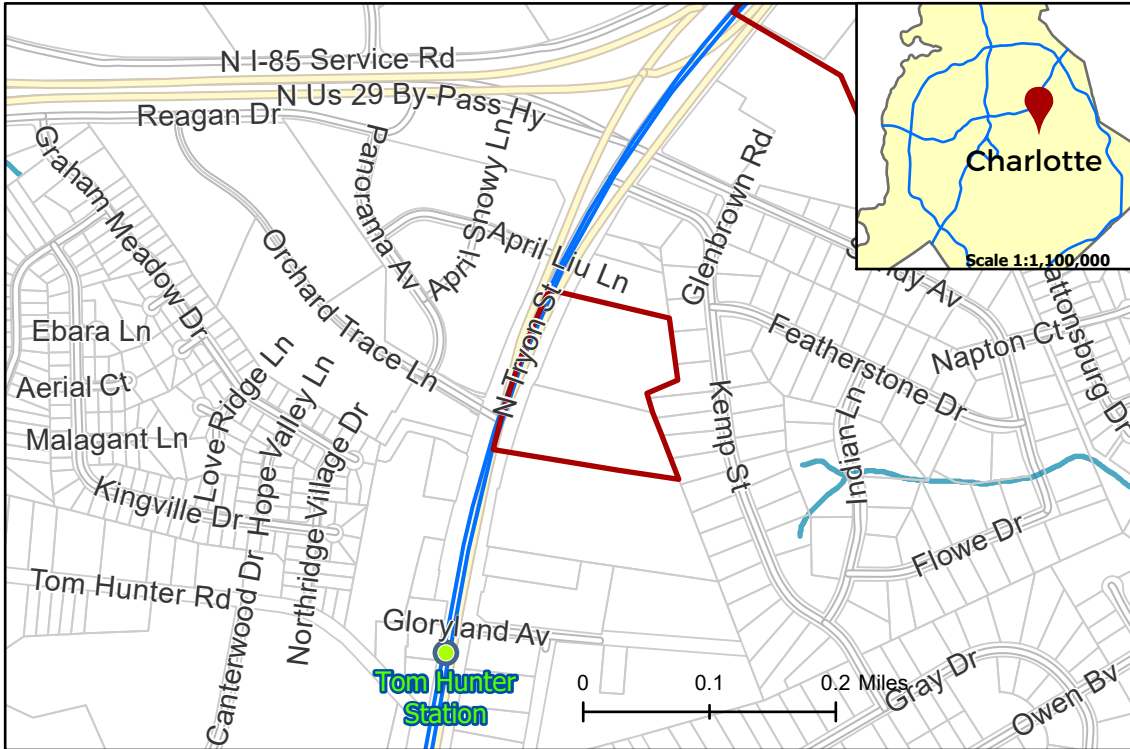 N I-85 Service Rd
N Us 29 By-Pass Hy
Reagan Dr
Panorama Av
April Snowy Ln
Graham Meadow Dr
Orchard Trace Ln
April Liu Ln
Glenbrown Rd
Charlotte
Scale 1:1,100,000
N Tryon St
Featherstone Dr
Napton Ct
Ebara Ln
Aerial Ct
Malagant Ln
Love Ridge Ln
Hope Valley Ln
Northridge Village Dr
Kingville Dr
Kemp St
Indian Ln
Flowe Dr
Tom Hunter Rd
Canterwood Dr
Gloryland Av
Tom Hunter
Station
0 0.1 0.2 Miles
Gray Dr
Owen Bv